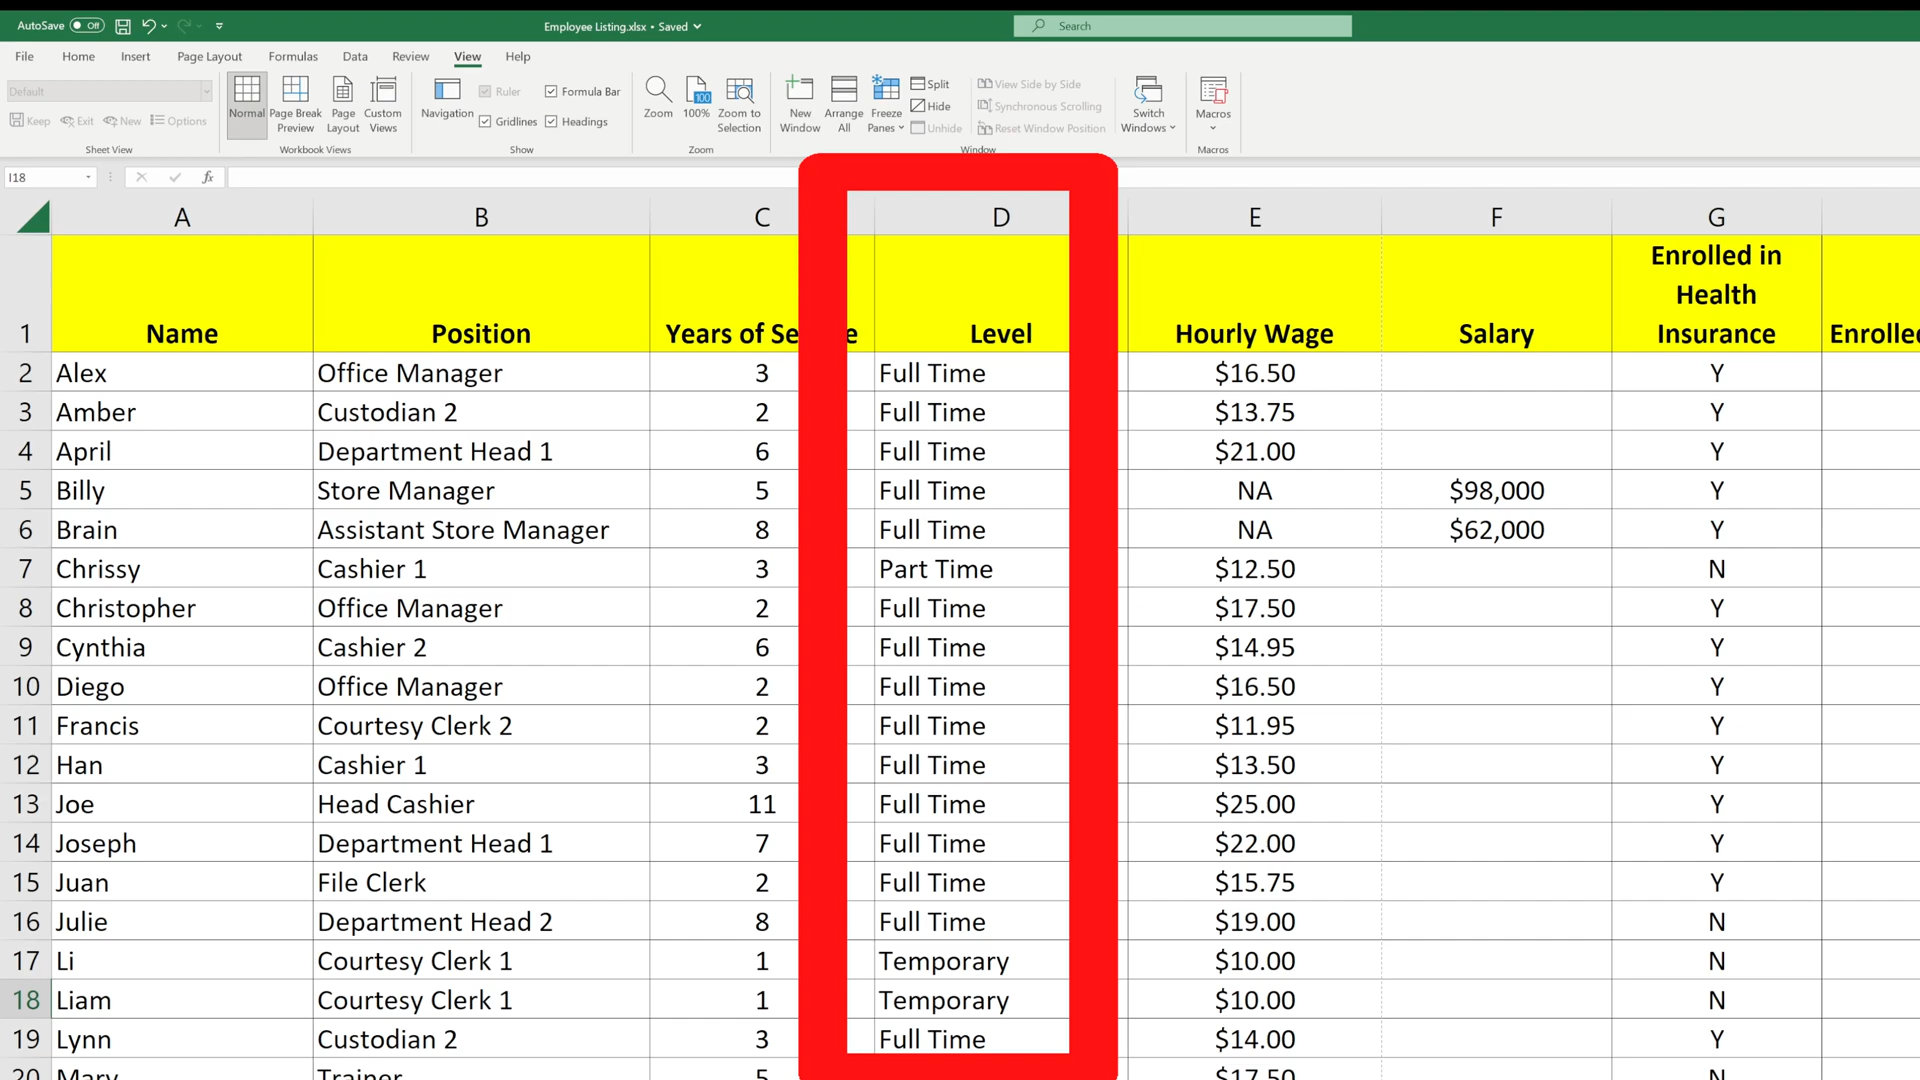 AutoSave Off Employee Listing.xlsx • Saved Search
File Home Insert Page Layout Formulas Data Review View Help
Default
Keep Exit New Options
Sheet View
Normal Page Break Preview Page Layout Custom Views
Workbook Views
Navigation Ruler Formula Bar
Gridlines Headings
Show
Zoom 100 100% Zoom to Selection
Zoom
New Window Arrange All Freeze Panes
Split View Side by Side
Hide Synchronous Scrolling
Unhide Reset Window Position
Switch Windows
Window
Macros
Macros
I18 fx
A B C D E F G
1 Name Position Years of Se e Level Hourly Wage Salary Enrolled in Health Insurance Enrolled
2 Alex Office Manager 3 Full Time $16.50 Y
3 Amber Custodian 2 2 Full Time $13.75 Y
4 April Department Head 1 6 Full Time $21.00 Y
5 Billy Store Manager 5 Full Time NA $98,000 Y
6 Brain Assistant Store Manager 8 Full Time NA $62,000 Y
7 Chrissy Cashier 1 3 Part Time $12.50 N
8 Christopher Office Manager 2 Full Time $17.50 Y
9 Cynthia Cashier 2 6 Full Time $14.95 Y
10 Diego Office Manager 2 Full Time $16.50 Y
11 Francis Courtesy Clerk 2 2 Full Time $11.95 Y
12 Han Cashier 1 3 Full Time $13.50 Y
13 Joe Head Cashier 11 Full Time $25.00 Y
14 Joseph Department Head 1 7 Full Time $22.00 Y
15 Juan File Clerk 2 Full Time $15.75 Y
16 Julie Department Head 2 8 Full Time $19.00 N
17 Li Courtesy Clerk 1 1 Temporary $10.00 N
18 Liam Courtesy Clerk 1 1 Temporary $10.00 N
19 Lynn Custodian 2 3 Full Time $14.00 Y
20 Mary Trainer 5 $17.50 N